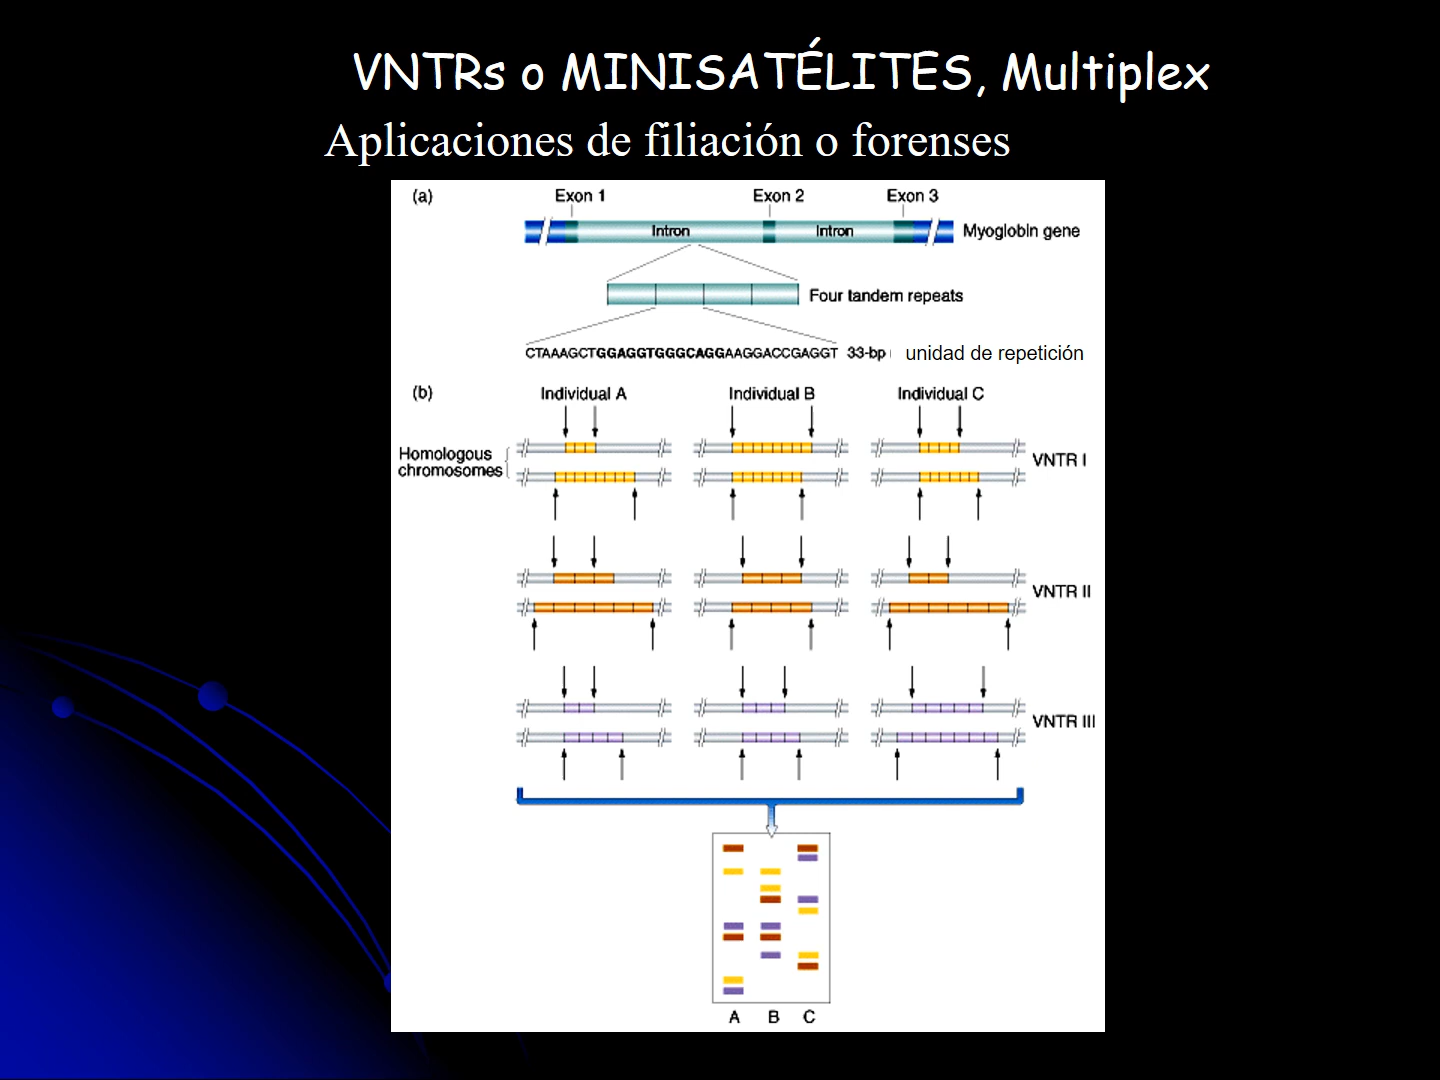 VNTRs o MINISATÉLITES, Multiplex
Aplicaciones de filiación o forenses
(a)
Exon 1 Exon 2 Exon 3
Intron Intron Myoglobin gene
Four tandem repeats
CTAAAGCTGGAGGTGGGCAGGAAGGACCGAGGT 33-bp unidad de repetición
(b)
Individual A Individual B Individual C
Homologous
chromosomes
VNTR I
VNTR II
VNTR III
A B C